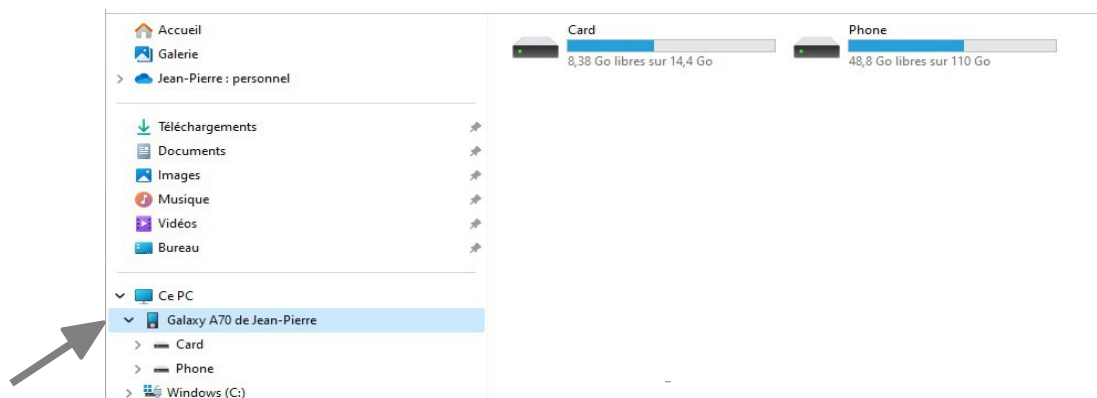 Accueil
Galerie
Jean-Pierre : personnel
Téléchargements
Documents
Images
Musique
Vidéos
Bureau
Ce PC
Galaxy A70 de Jean-Pierre
Card
Phone
Windows (C:)
Card
8,38 Go libres sur 14,4 Go
Phone
48,8 Go libres sur 110 Go